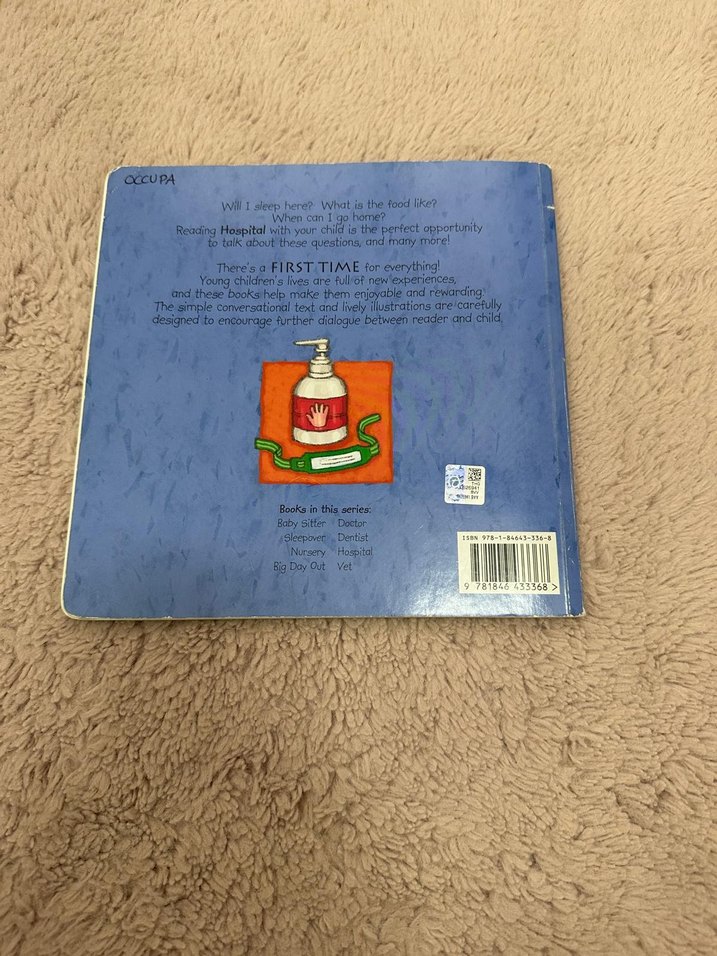 OCCUPA
Will I sleep here? What is the food like?
When can I go home?
Reading Hospital with your child is the perfect opportunity
to talk about these questions, and many more!
There's a FIRST TIME for everything!
Young children's lives are full of new experiences,
and these books help make them enjoyable and rewarding.
The simple conversational text and lively illustrations are carefully
designed to encourage further dialogue between reader and child.
Books in this series:
Baby Sitter Doctor
Sleepover Dentist
Nursery Hospital
Big Day Out Vet
ISBN 978-1-84643-336-8
9 781846 433368 >